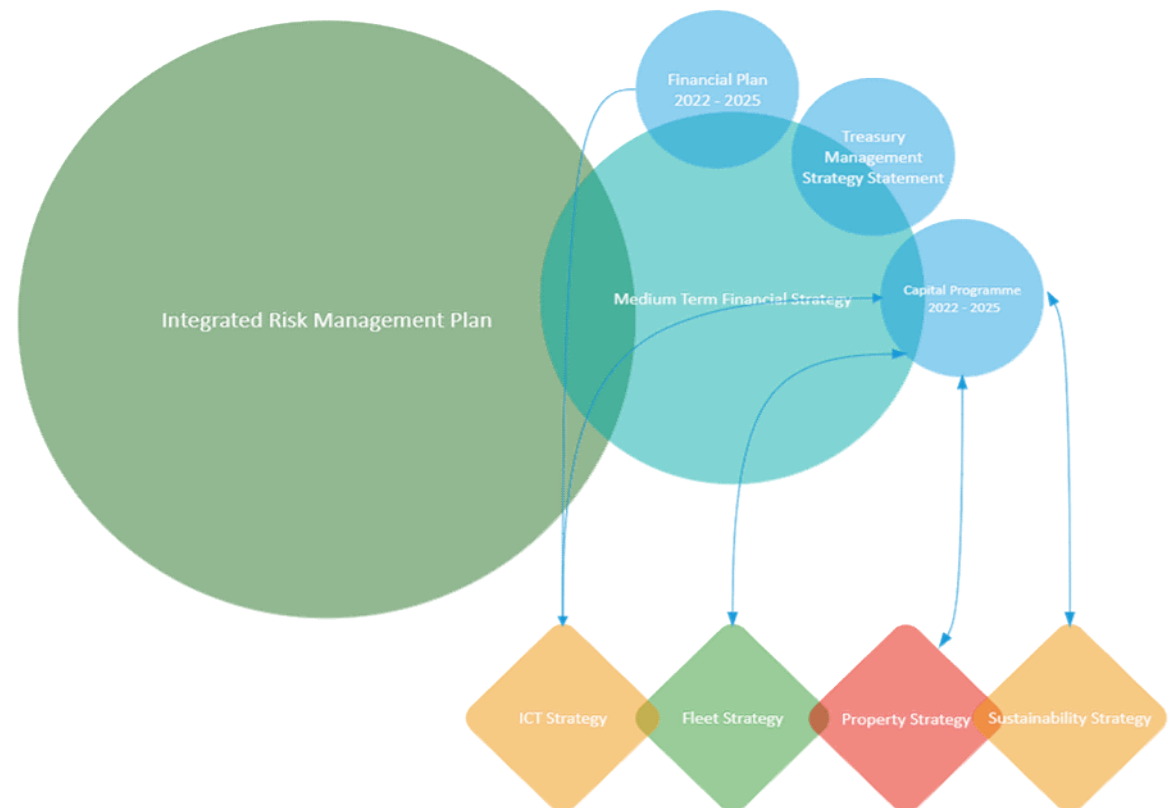 Financial Plan
2022 - 2025
Treasury
Management
Strategy Statement
Integrated Risk Management Plan
Medium Term Financial Strategy
Capital Programme
2022 - 2025
ICT Strategy
Fleet Strategy
Property Strategy
Sustainability Strategy